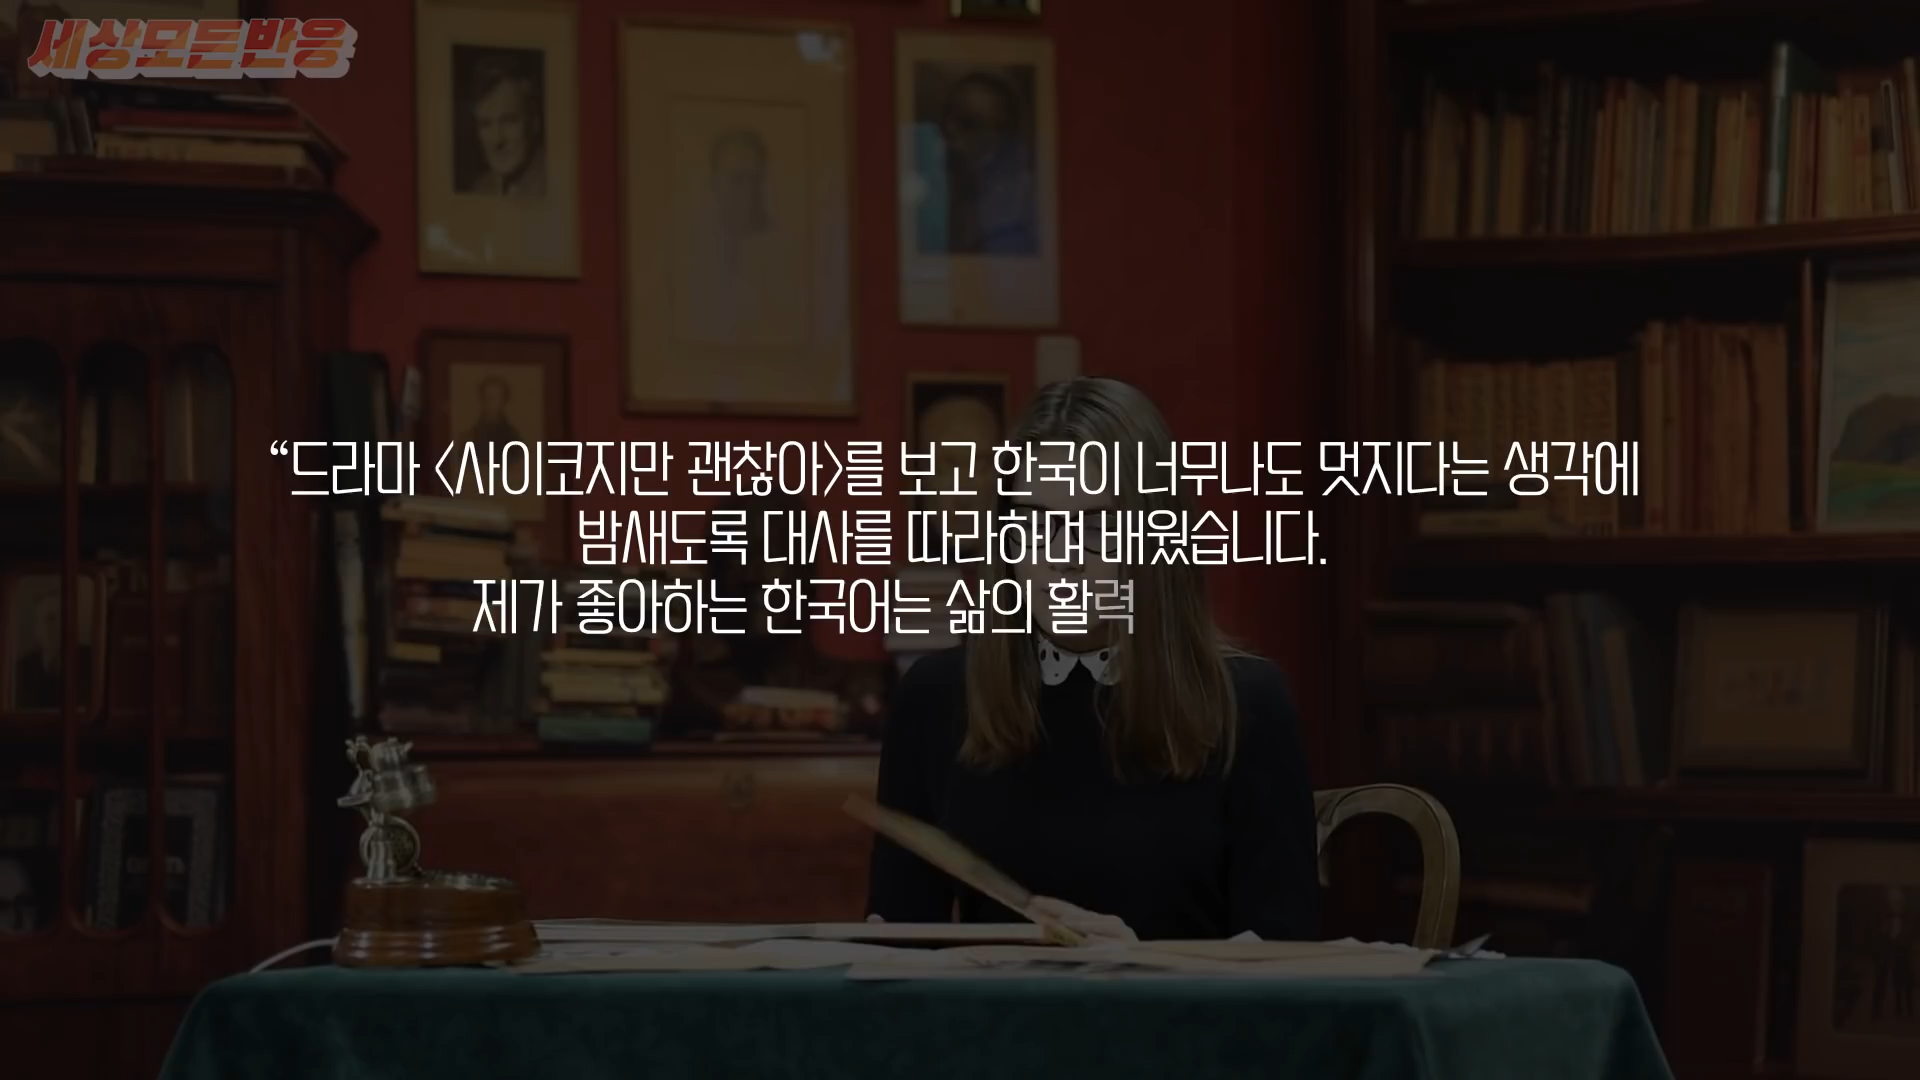 세상모든반응
“드라마 <사이코지만 괜찮아>를 보고 한국이 너무나도 멋지다는 생각에
밤새도록 대사를 따라하며 배웠습니다.
제가 좋아하는 한국어는 삶의 활력